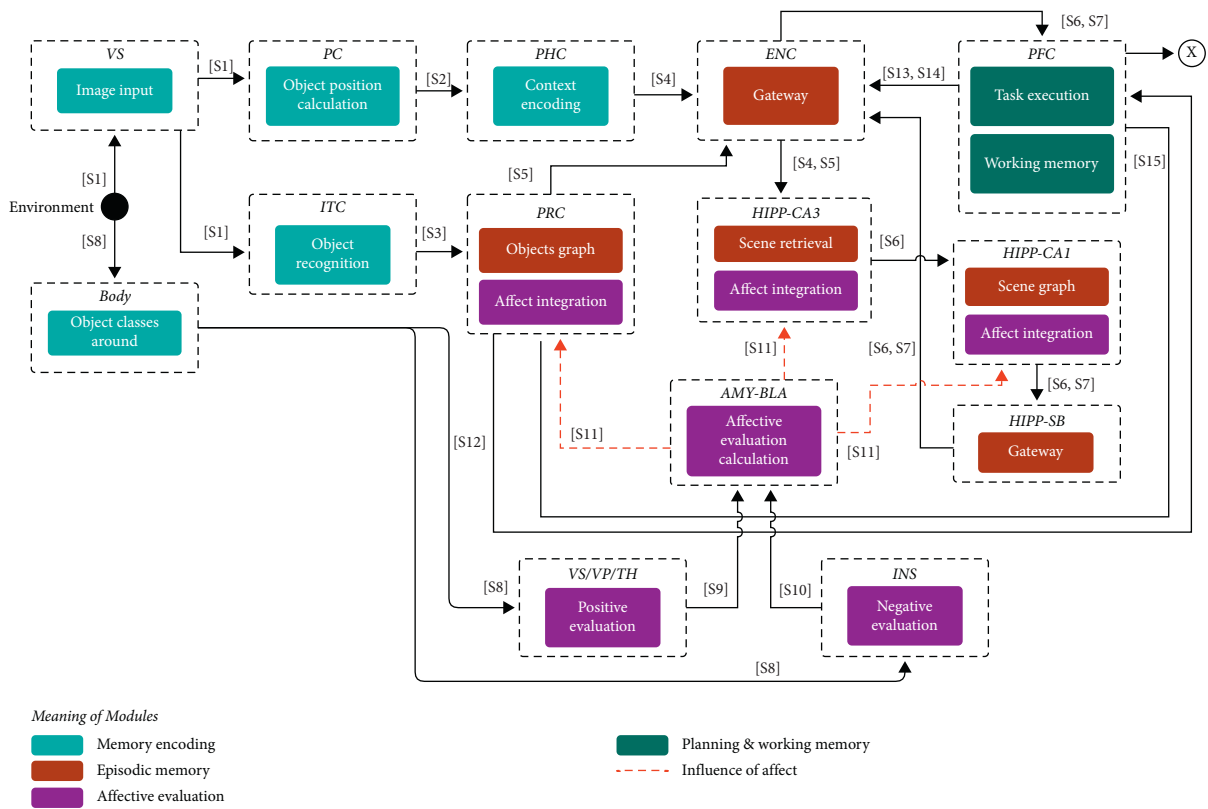 VS
Image input
[S1]
PC
Object position
calculation
[S2]
PHC
Context
encoding
[S4]
ENC
Gateway
[S6, S7]
[S13, S14]
PFC
Task execution
Working memory
X
[S15]
[S1]
Environment
[S8]
[S1]
ITC
Object
recognition
[S3]
[S5]
PRC
Objects graph
Affect integration
[S4, S5]
HIPP-CA3
Scene retrieval
Affect integration
[S6]
HIPP-CA1
Scene graph
Affect integration
Body
Object classes
around
[S11]
[S6, S7]
[S6, S7]
AMY-BLA
Affective
evaluation
calculation
[S12]
[S11]
[S11]
HIPP-SB
Gateway
VS/VP/TH
Positive
evaluation
[S8]
[S9]
[S10]
INS
Negative
evaluation
[S8]
Meaning of Modules
Memory encoding
Episodic memory
Affective evaluation
Planning & working memory
Influence of affect